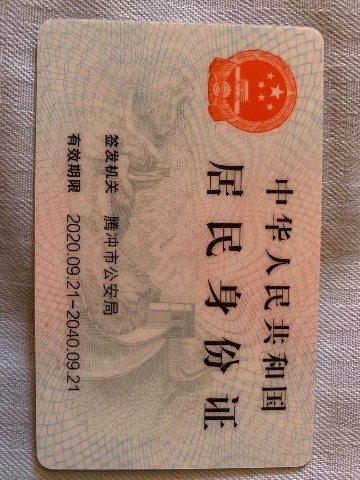 中华人民共和国
居民身份证
签发机关 腾冲市公安局
有效期限 2020.09.21-2040.09.21